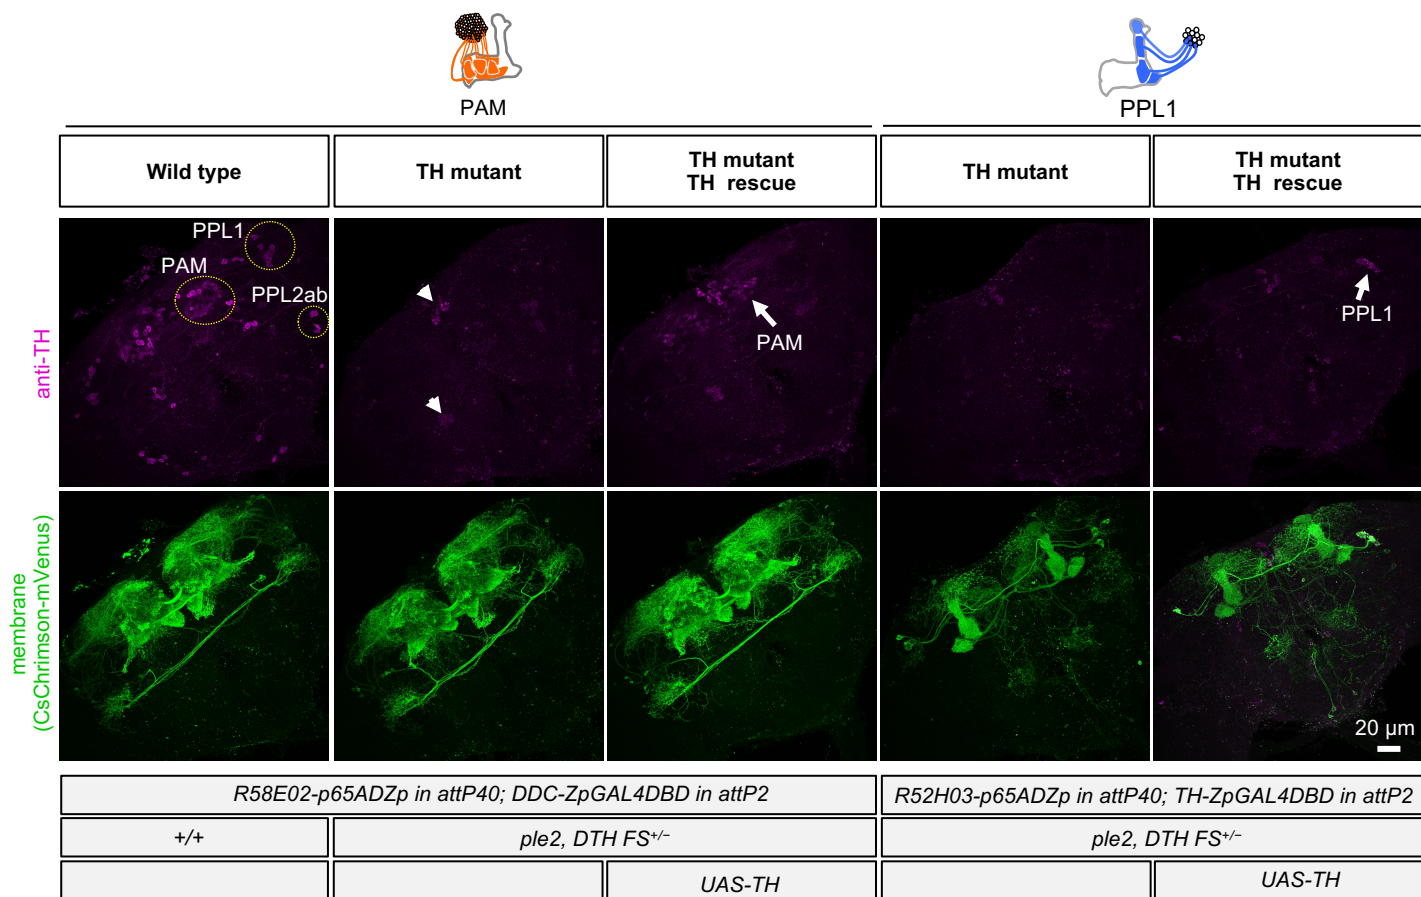 PAM
PPL1
Wild type
TH mutant
TH mutant
TH rescue
TH mutant
TH mutant
TH rescue
anti-TH
PPL1
PAM
PPL2ab
PAM
PPL1
membrane
(CsChrimson-mVenus)
20 µm
R58E02-p65ADZp in attP40; DDC-ZpGAL4DBD in attP2
R52H03-p65ADZp in attP40; TH-ZpGAL4DBD in attP2
+/+
ple2, DTH FS+/−
ple2, DTH FS+/−
UAS-TH
UAS-TH